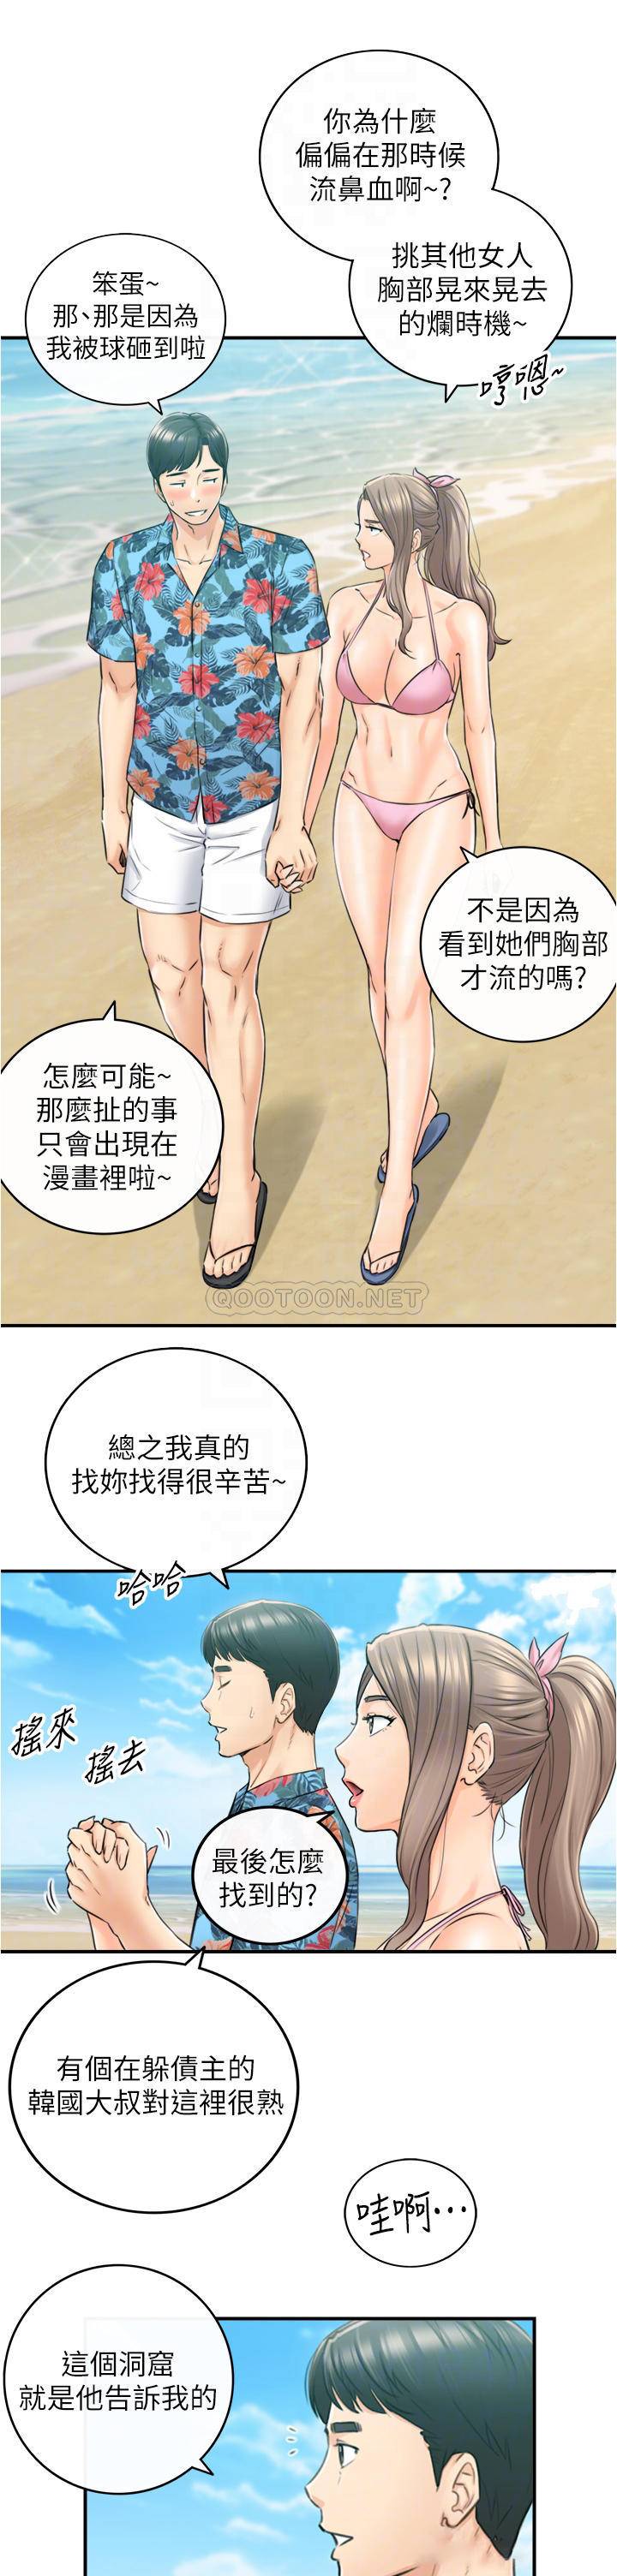 你為什麼
偏偏在那時候
流鼻血啊~?
挑其他女人
胸部晃來晃去
的爛時機~
哼嗯~
笨蛋~
那、那是因為
我被球砸到啦
不是因為
看到她們胸部
才流的嗎?
怎麼可能~
那麼扯的事
只會出現在
漫畫裡啦~
QOOTOON.NET
總之我真的
找妳找得很辛苦~
哈哈
搖來
搖去
最後怎麼
找到的?
有個在躲債主的
韓國大叔對這裡很熟
哇啊…
這個洞窟
就是他告訴我的